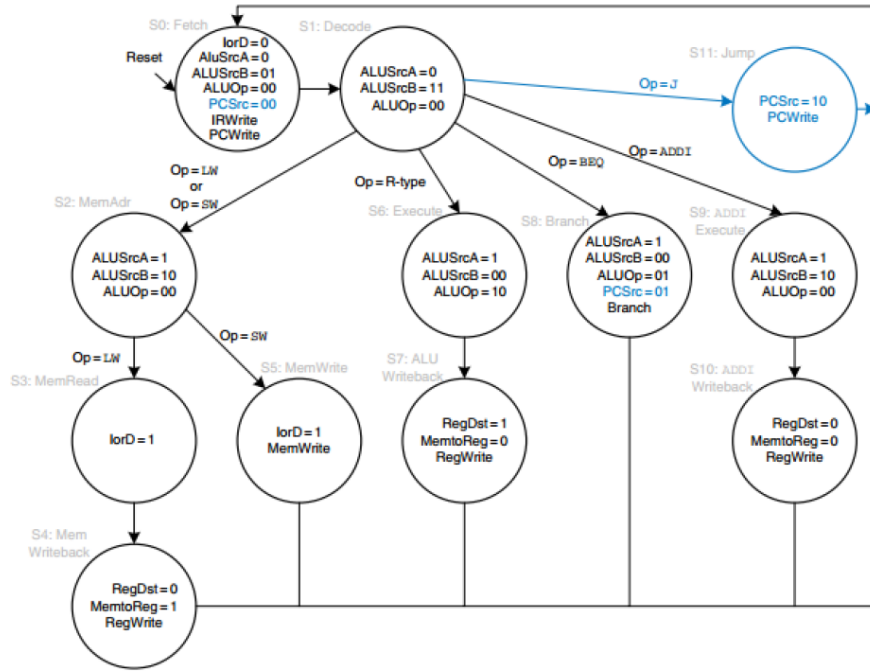 S0: Fetch
S1: Decode
Reset
IorD = 0
AluSrcA = 0
ALUSrcB = 01
ALUOp = 00
PCSrc = 00
IRWrite
PCWrite
ALUSrcA = 0
ALUSrcB = 11
ALUOp = 00
S11: Jump
Op = J
PCSrc = 10
PCWrite
Op = LW
or
Op = SW
Op = R-type
Op = BEQ
Op = ADDI
S2: MemAdr
S6: Execute
S8: Branch
S9: ADDI
Execute
ALUSrcA = 1
ALUSrcB = 10
ALUOp = 00
ALUSrcA = 1
ALUSrcB = 00
ALUOp = 10
ALUSrcA = 1
ALUSrcB = 00
ALUOp = 01
PCSrc = 01
Branch
ALUSrcA = 1
ALUSrcB = 10
ALUOp = 00
Op = LW
Op = SW
S3: MemRead
S5: MemWrite
S7: ALU
Writeback
S10: ADDI
Writeback
IorD = 1
IorD = 1
MemWrite
RegDst = 1
MemtoReg = 0
RegWrite
RegDst = 0
MemtoReg = 0
RegWrite
S4: Mem
Writeback
RegDst = 0
MemtoReg = 1
RegWrite